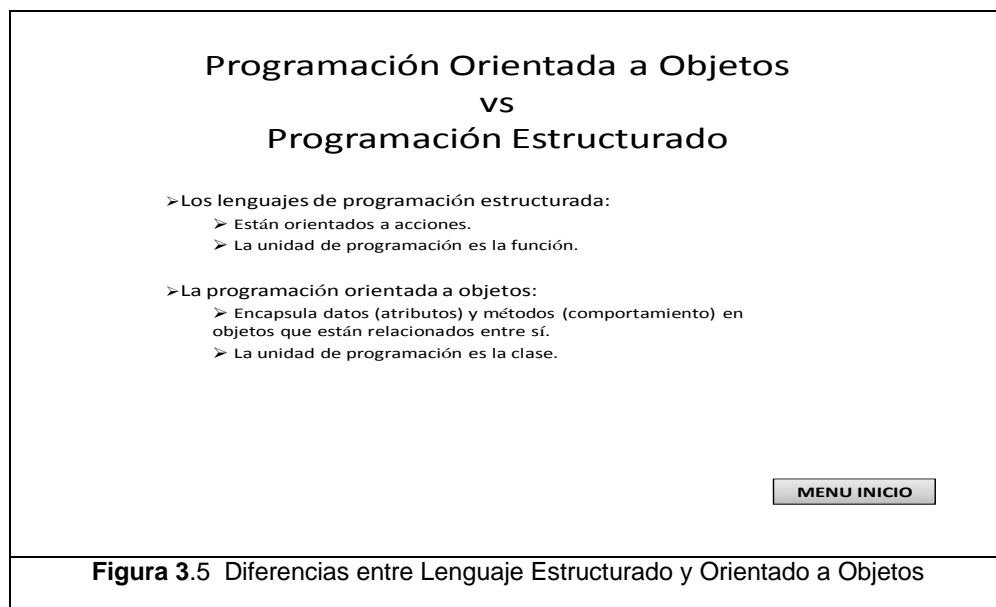 Programación Orientada a Objetos
vs
Programación Estructurado
➢Los lenguajes de programación estructurada:
➢ Están orientados a acciones.
➢ La unidad de programación es la función.
➢La programación orientada a objetos:
➢ Encapsula datos (atributos) y métodos (comportamiento) en
objetos que están relacionados entre sí.
➢ La unidad de programación es la clase.
MENU INICIO
Figura 3.5 Diferencias entre Lenguaje Estructurado y Orientado a Objetos